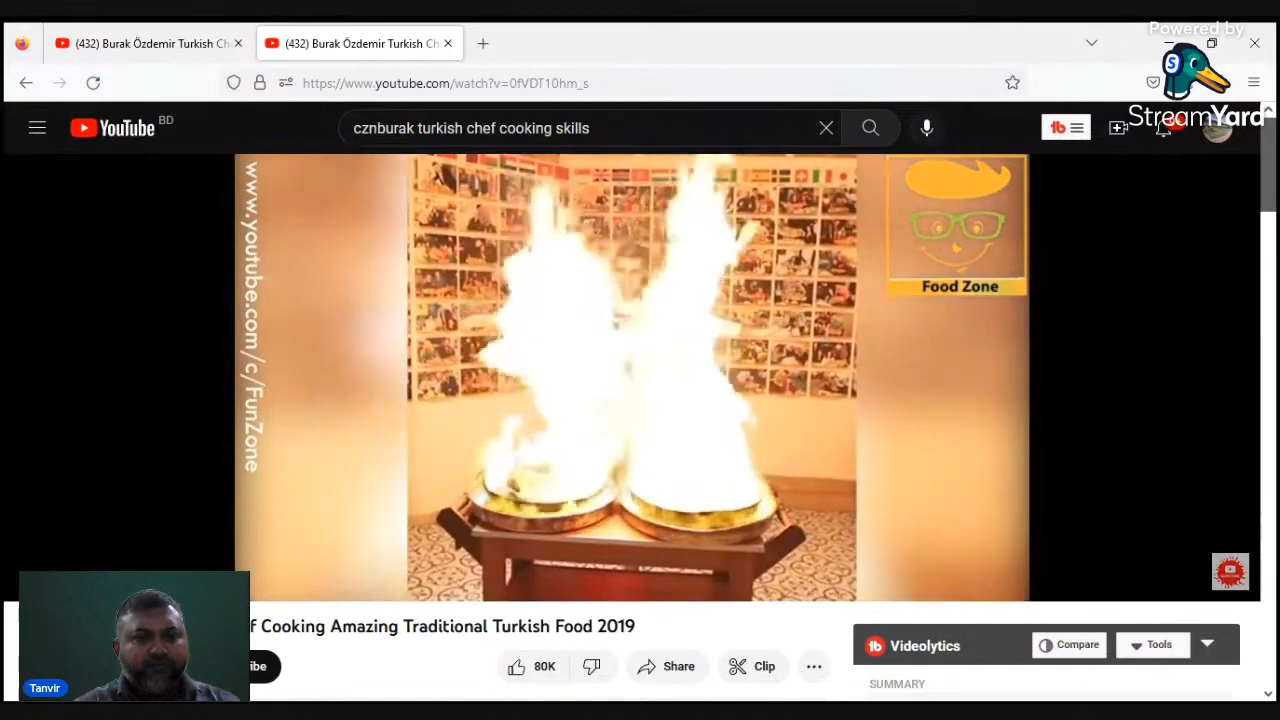 Powered by
StreamYard
(432) Burak Özdemir Turkish Ch
(432) Burak Özdemir Turkish Ch
https://www.youtube.com/watch?v=0fVDT10hm_s
YouTube BD
cznburak turkish chef cooking skills
www.youtube.com/c/FunZone
Food Zone
f Cooking Amazing Traditional Turkish Food 2019
be
80K
Share
Clip
Videolytics
Compare
Tools
SUMMARY
Tanvir